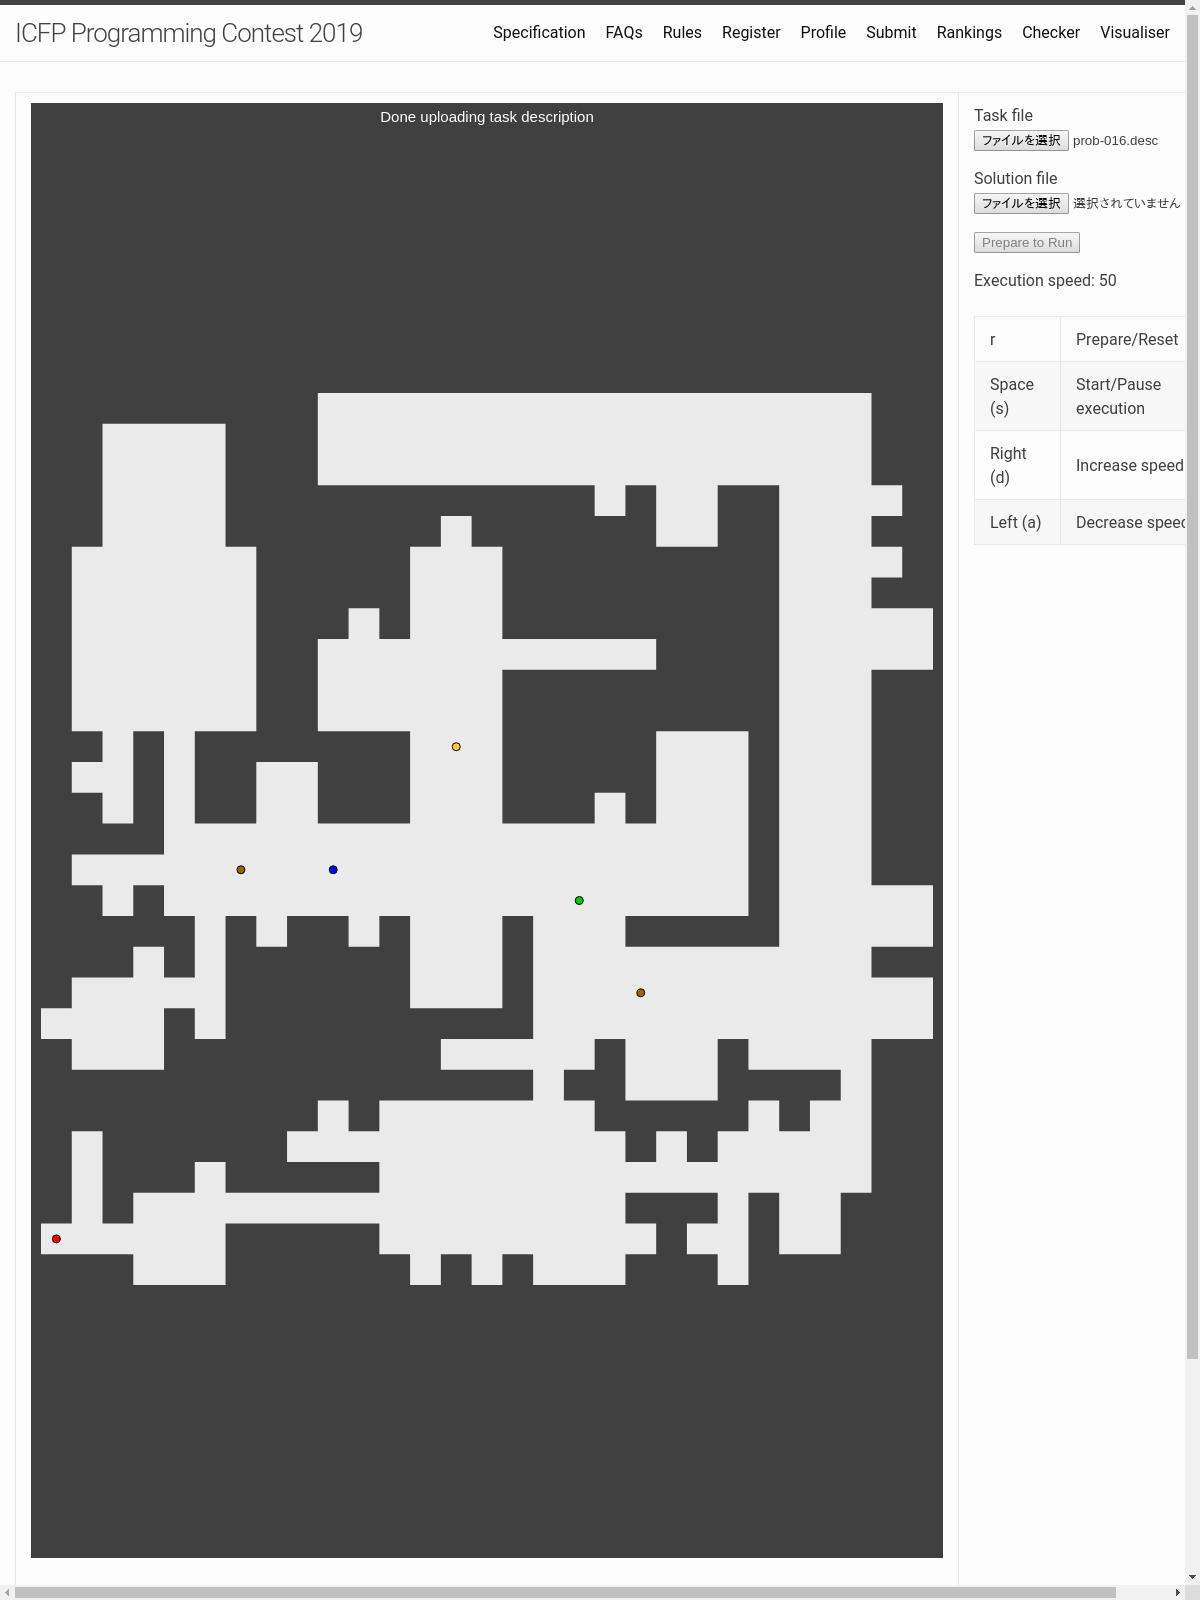 ICFP Programming Contest 2019
Specification FAQs Rules Register Profile Submit Rankings Checker Visualiser
Done uploading task description
Task file
ファイルを選択 prob-016.desc
Solution file
ファイルを選択 選択されていません
Prepare to Run
Execution speed: 50
r Prepare/Reset
Space (s) Start/Pause execution
Right (d) Increase speed
Left (a) Decrease speed